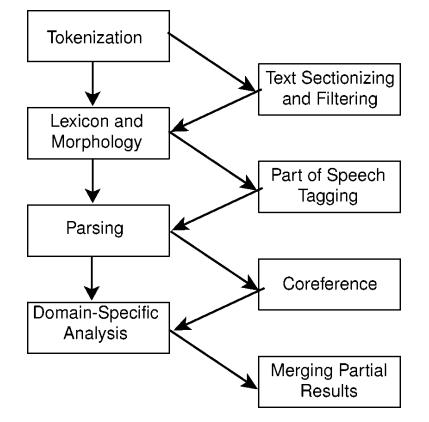 Tokenization
Text Sectionizing
and Filtering
Lexicon and
Morphology
Part of Speech
Tagging
Parsing
Coreference
Domain-Specific
Analysis
Merging Partial
Results